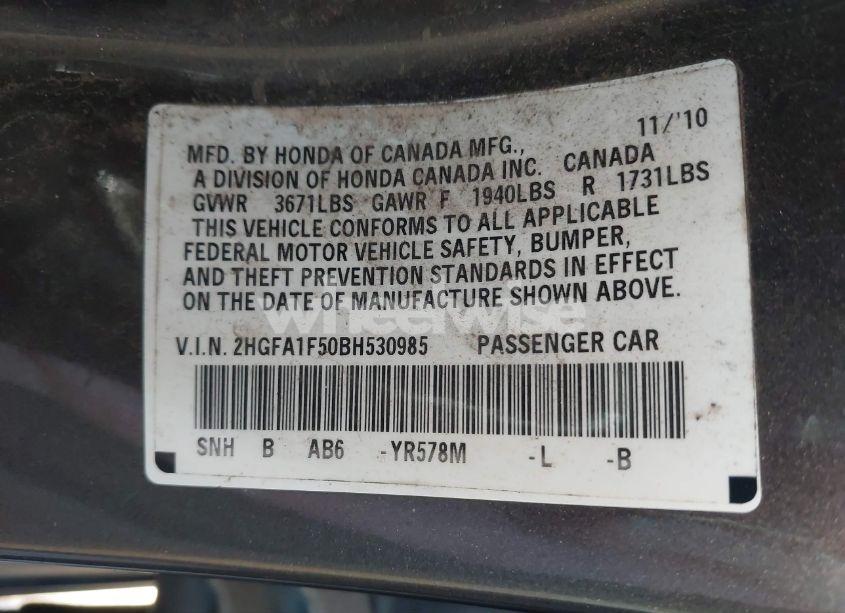 11/'10
MFD. BY HONDA OF CANADA MFG.,
A DIVISION OF HONDA CANADA INC. CANADA
GVWR 3671LBS GAWR F 1940LBS R 1731LBS
THIS VEHICLE CONFORMS TO ALL APPLICABLE
FEDERAL MOTOR VEHICLE SAFETY, BUMPER,
AND THEFT PREVENTION STANDARDS IN EFFECT
ON THE DATE OF MANUFACTURE SHOWN ABOVE.
wheelwise
V.I.N. 2HGFA1F50BH530985 PASSENGER CAR
SNH B AB6 -YR578M -L -B